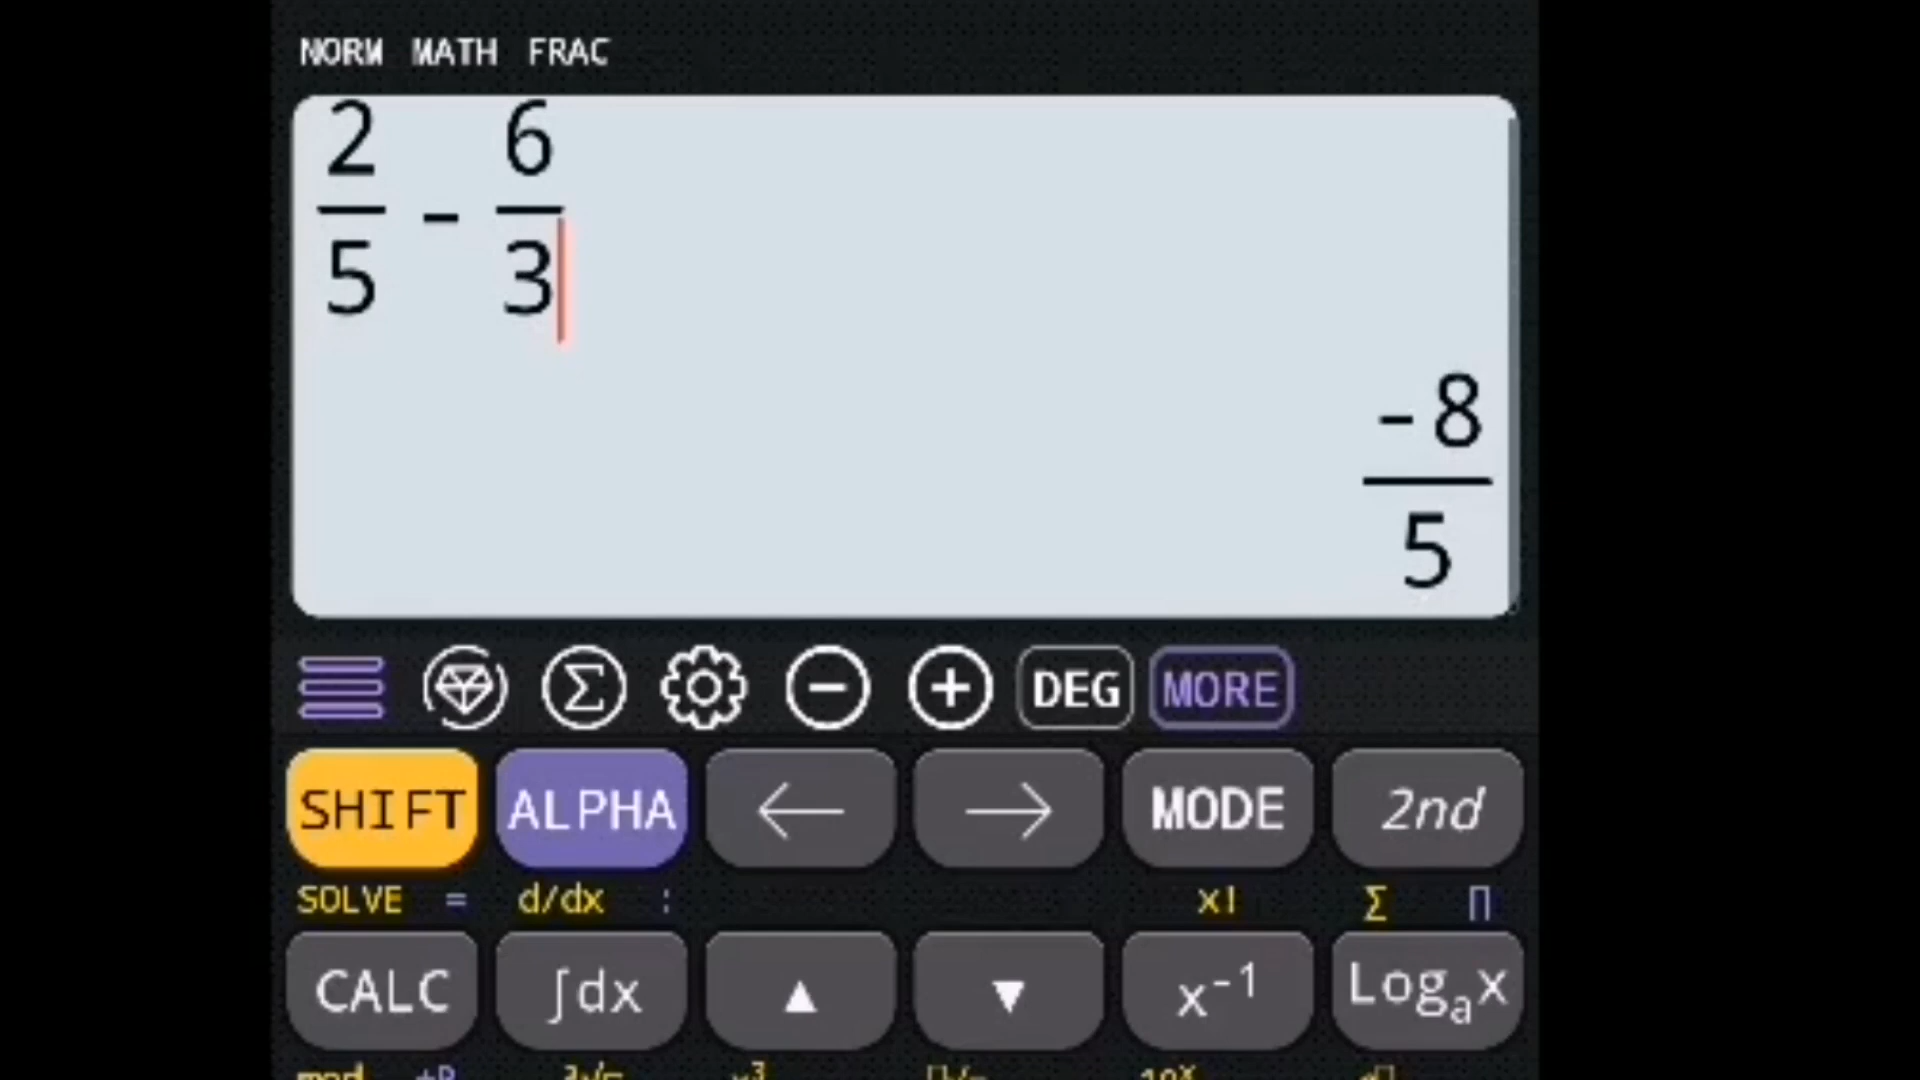 NORM MATH FRAC
2/5 - 6/3
-8/5
DEG MORE
SHIFT ALPHA ← → MODE 2nd
SOLVE = d/dx : x! Σ ∏
CALC ∫dx ▲ ▼ x⁻¹ Logₐx